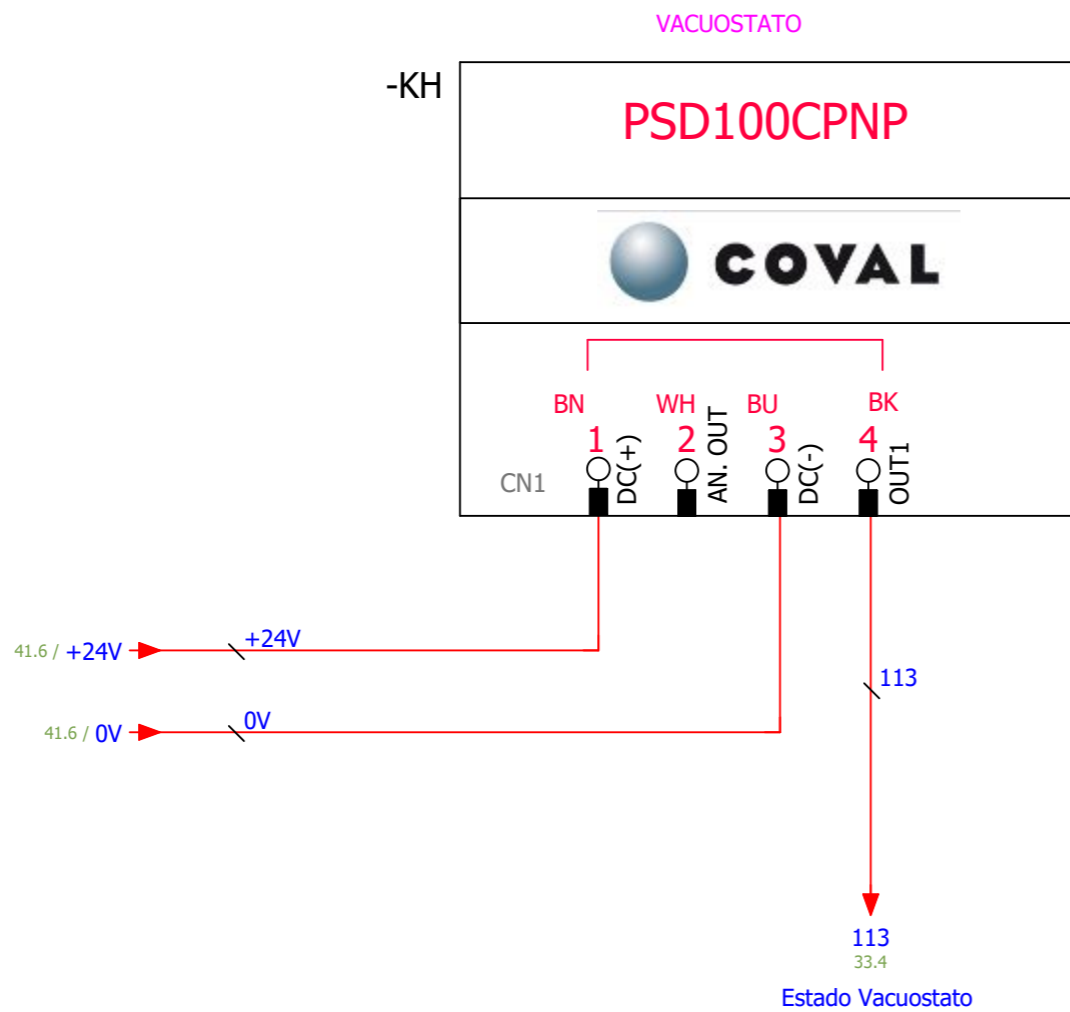 VACUOSTATO
-KH
PSD100CPNP
COVAL
BN WH BU BK
1 2 3 4
CN1
DC(+)
AN. OUT
DC(-)
OUT1
41.6 / +24V +24V
113
41.6 / 0V 0V
113
33.4
Estado Vacuostato